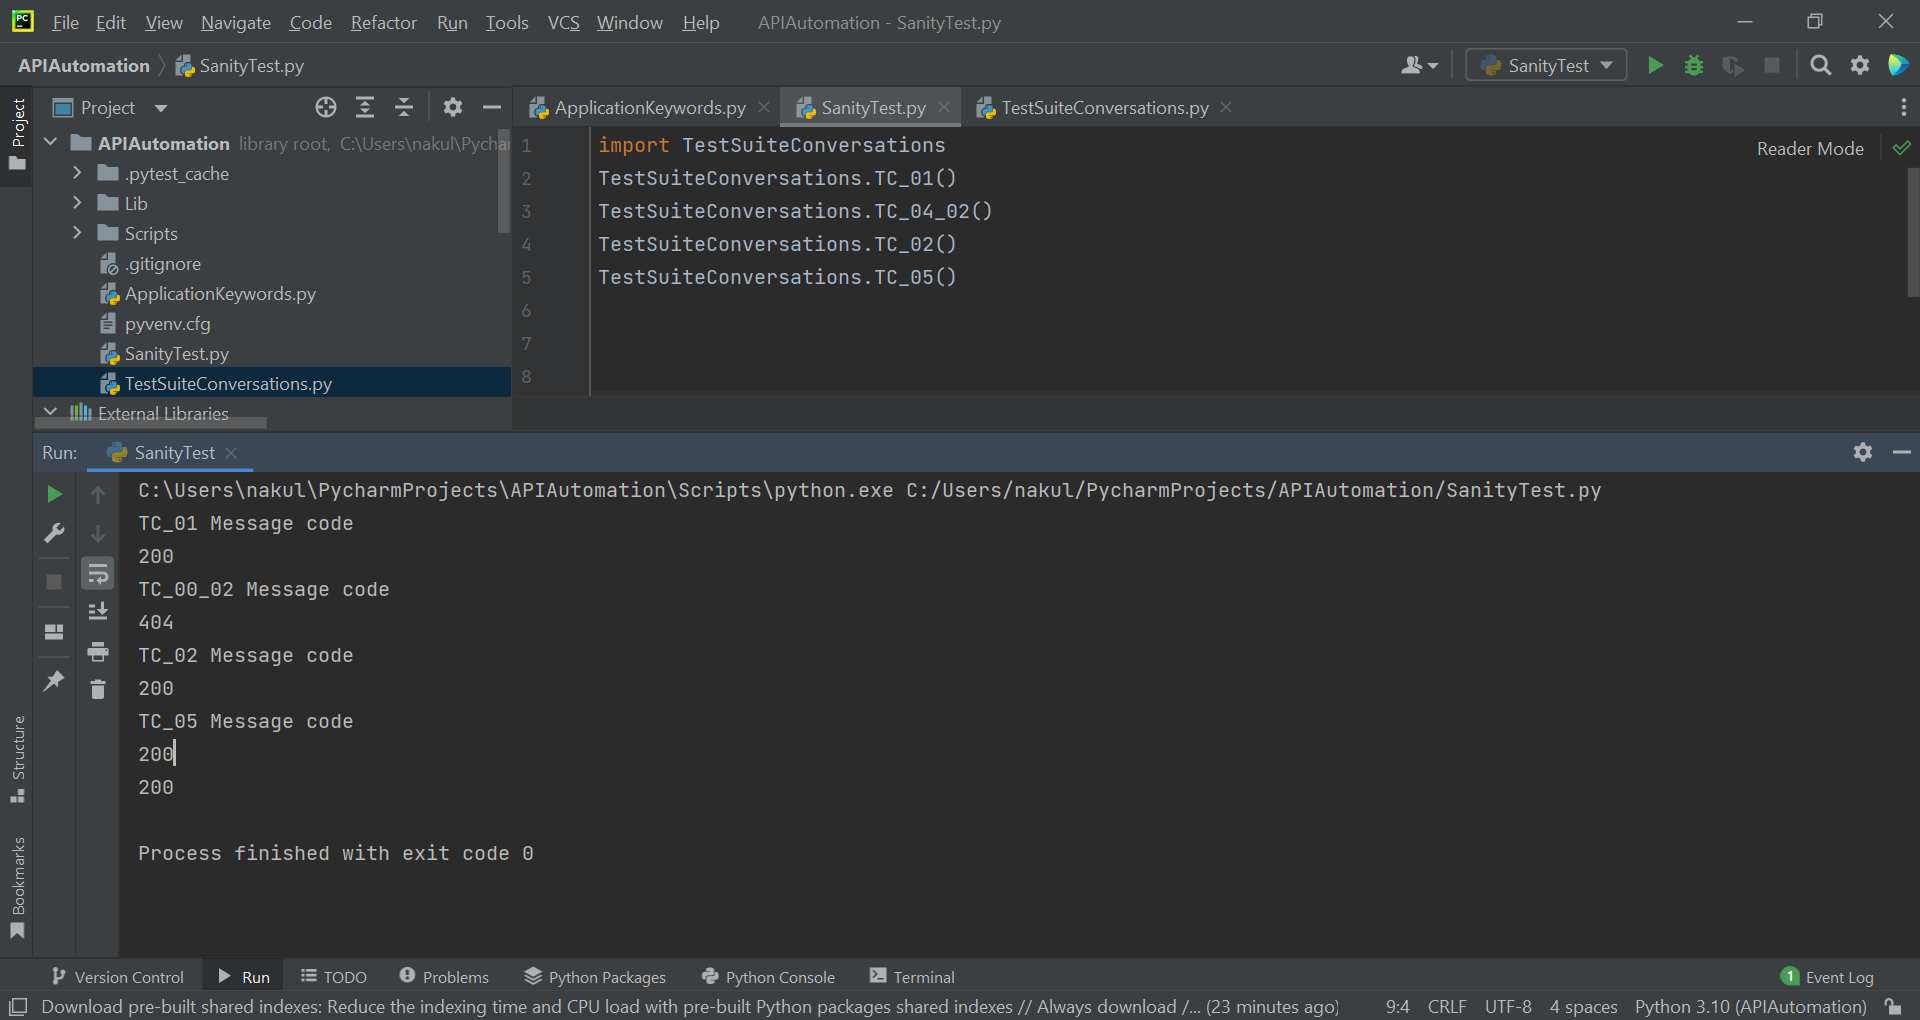 PC File Edit View Navigate Code Refactor Run Tools VCS Window Help APIAutomation - SanityTest.py
APIAutomation SanityTest.py SanityTest
Project
Project
ApplicationKeywords.py SanityTest.py TestSuiteConversations.py
APIAutomation library root, C:\Users\nakul\Pychar
.pytest_cache
Lib
Scripts
.gitignore
ApplicationKeywords.py
pyvenv.cfg
SanityTest.py
TestSuiteConversations.py
External Libraries
1 import TestSuiteConversations
2 TestSuiteConversations.TC_01()
3 TestSuiteConversations.TC_04_02()
4 TestSuiteConversations.TC_02()
5 TestSuiteConversations.TC_05()
6
7
8
Reader Mode
Run: SanityTest
C:\Users\nakul\PycharmProjects\APIAutomation\Scripts\python.exe C:/Users/nakul/PycharmProjects/APIAutomation/SanityTest.py
TC_01 Message code
200
TC_00_02 Message code
404
TC_02 Message code
200
TC_05 Message code
200
200
Process finished with exit code 0
Structure
Bookmarks
Version Control Run TODO Problems Python Packages Python Console Terminal 1 Event Log
Download pre-built shared indexes: Reduce the indexing time and CPU load with pre-built Python packages shared indexes // Always download /... (23 minutes ago) 9:4 CRLF UTF-8 4 spaces Python 3.10 (APIAutomation)